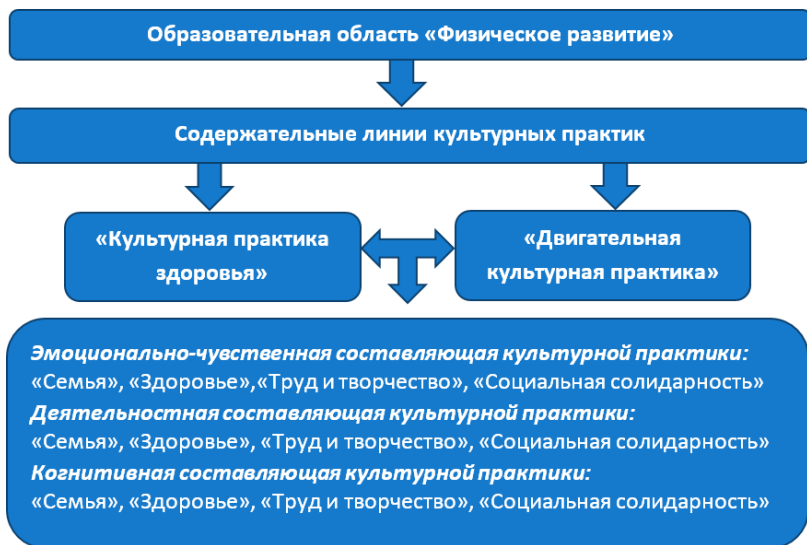 Образовательная область «Физическое развитие»
Содержательные линии культурных практик
«Культурная практика
здоровья»
«Двигательная
культурная практика»
Эмоционально-чувственная составляющая культурной практики:
«Семья», «Здоровье»,«Труд и творчество», «Социальная солидарность»
Деятельностная составляющая культурной практики:
«Семья», «Здоровье», «Труд и творчество», «Социальная солидарность»
Когнитивная составляющая культурной практики:
«Семья», «Здоровье», «Труд и творчество», «Социальная солидарность»